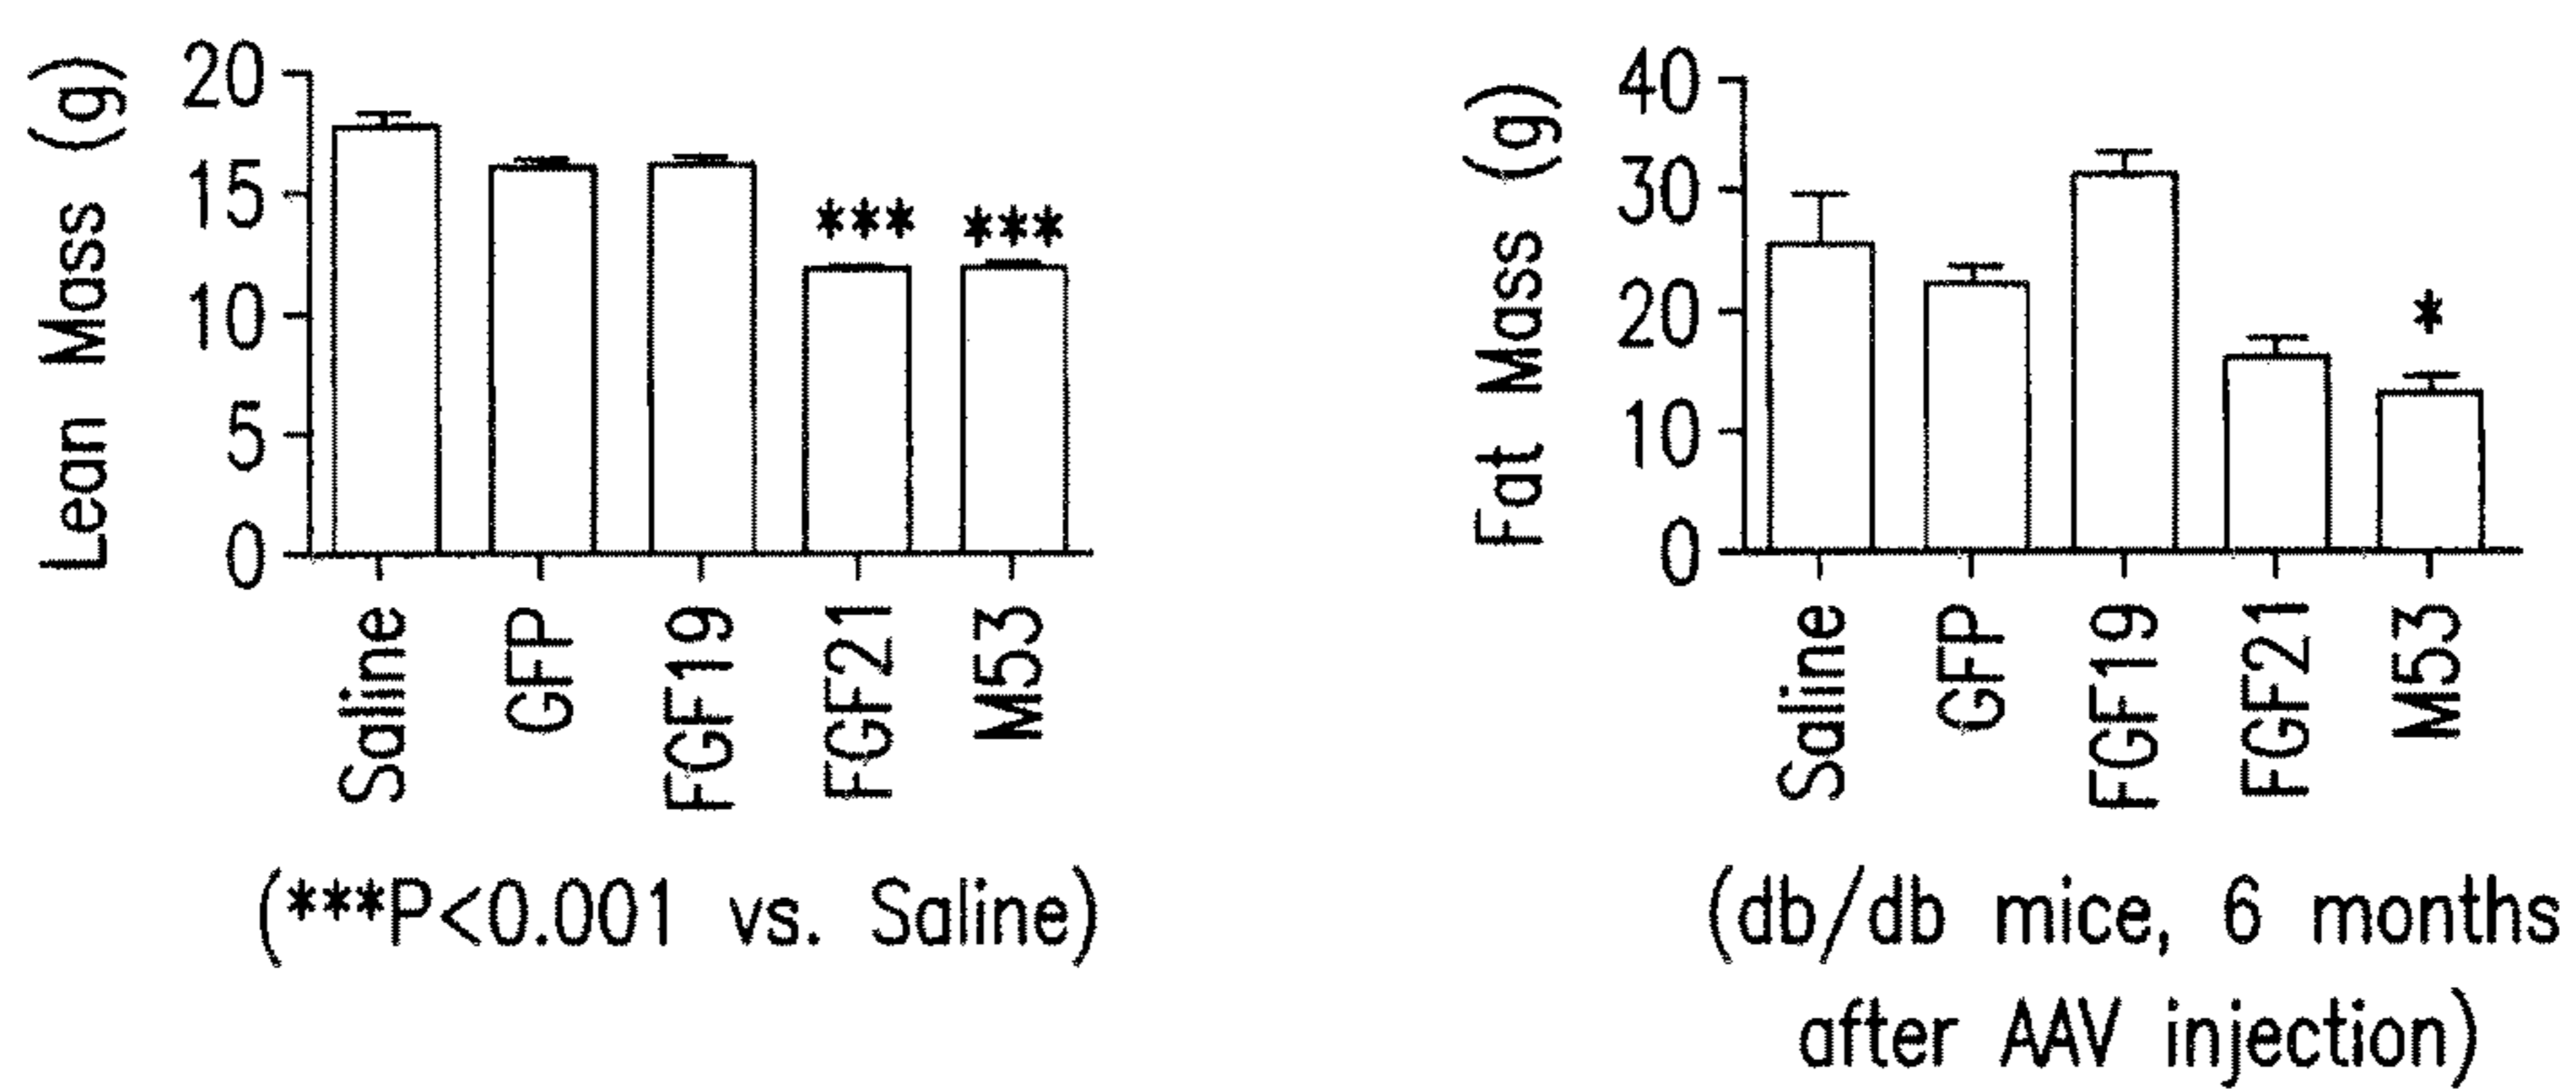 Lean Mass (g)
20
15
10
5
0
*** ***
Saline
GFP
FGF19
FGF21
M53
(***P<0.001 vs. Saline)
Fat Mass (g)
40
30
20
10
0
*
Saline
GFP
FGF19
FGF21
M53
(db/db mice, 6 months
after AAV injection)